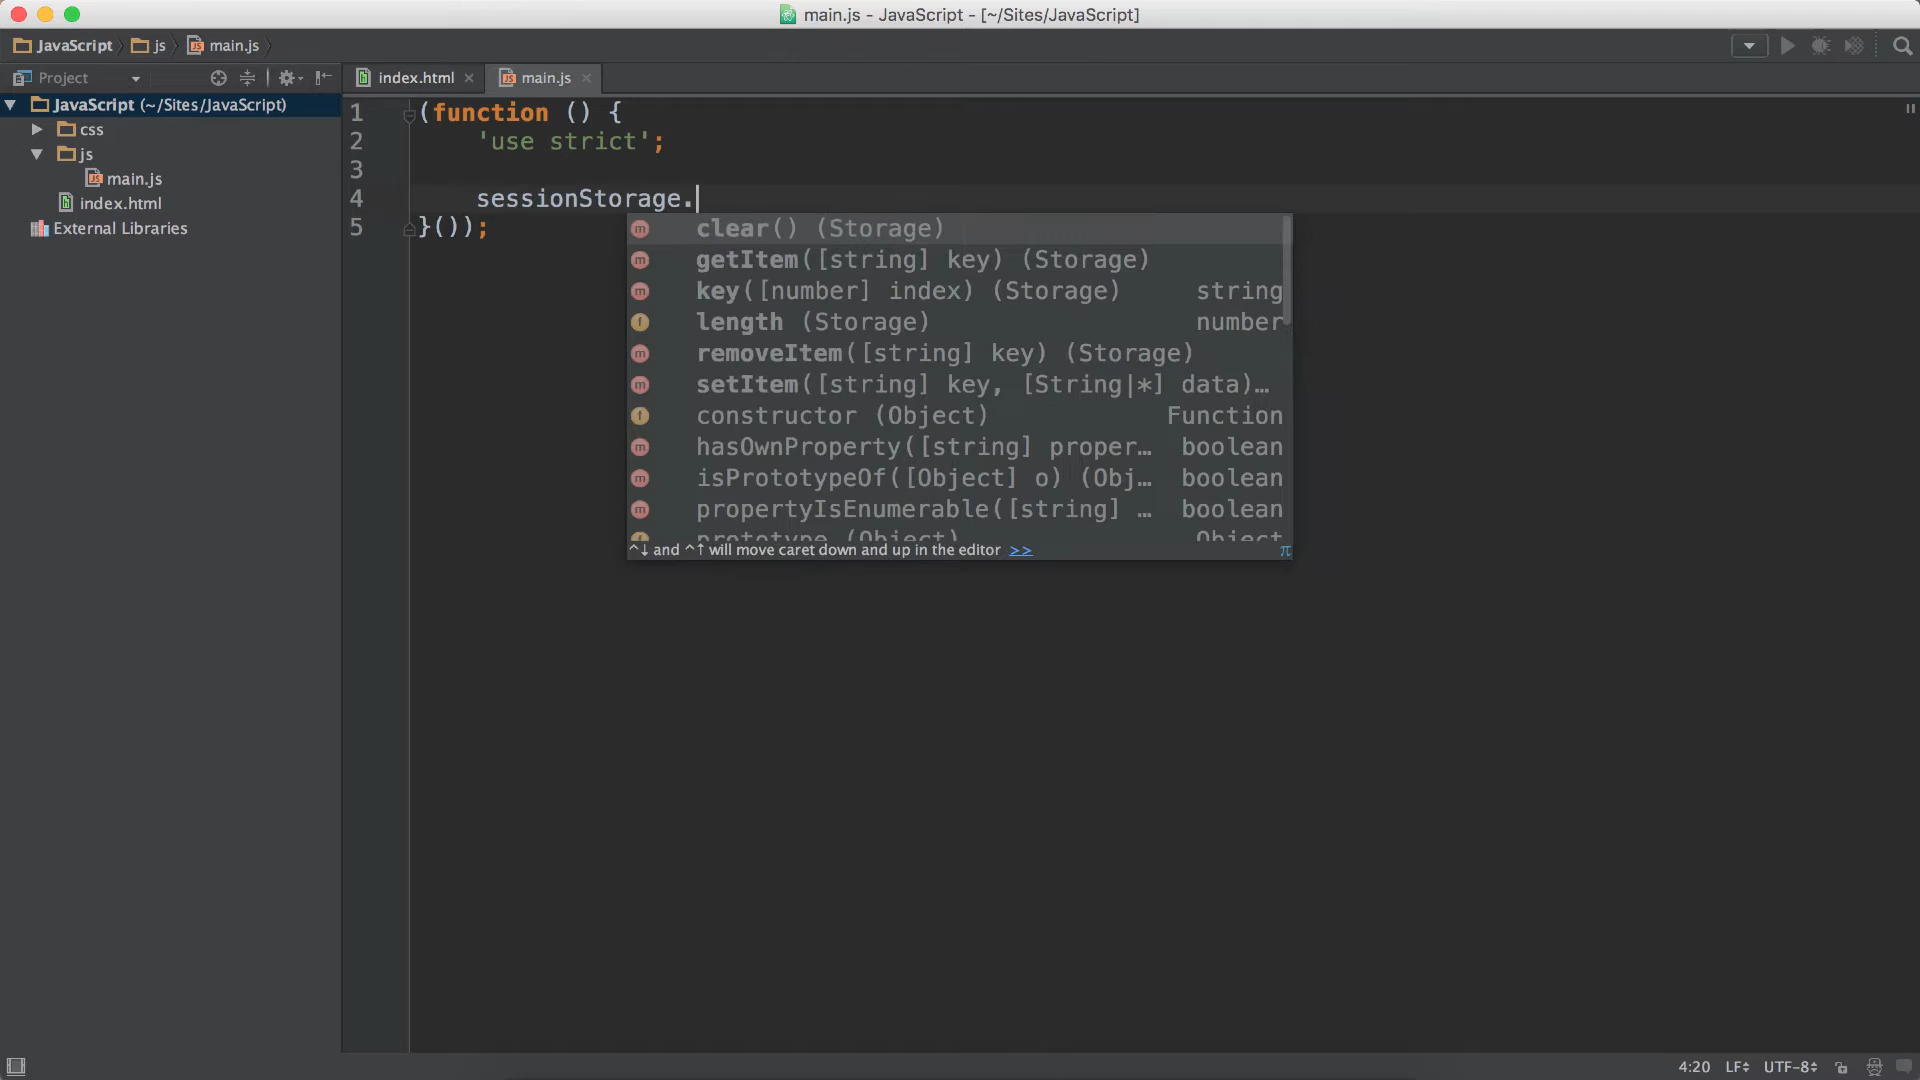 main.js - JavaScript - [~/Sites/JavaScript]
JavaScript js main.js
Project
index.html
main.js
JavaScript (~/Sites/JavaScript)
css
js
main.js
index.html
External Libraries
1 (function () {
2 'use strict';
3
4 sessionStorage.
5 }());
m clear() (Storage)
m getItem([string] key) (Storage)
m key([number] index) (Storage) string
f length (Storage) number
m removeItem([string] key) (Storage)
m setItem([string] key, [String|*] data)…
f constructor (Object) Function
m hasOwnProperty([string] proper… boolean
m isPrototypeOf([Object] o) (Obj… boolean
m propertyIsEnumerable([string] … boolean
prototype (Object) Object
^↓ and ^↑ will move caret down and up in the editor >> π
4:20 LF UTF-8